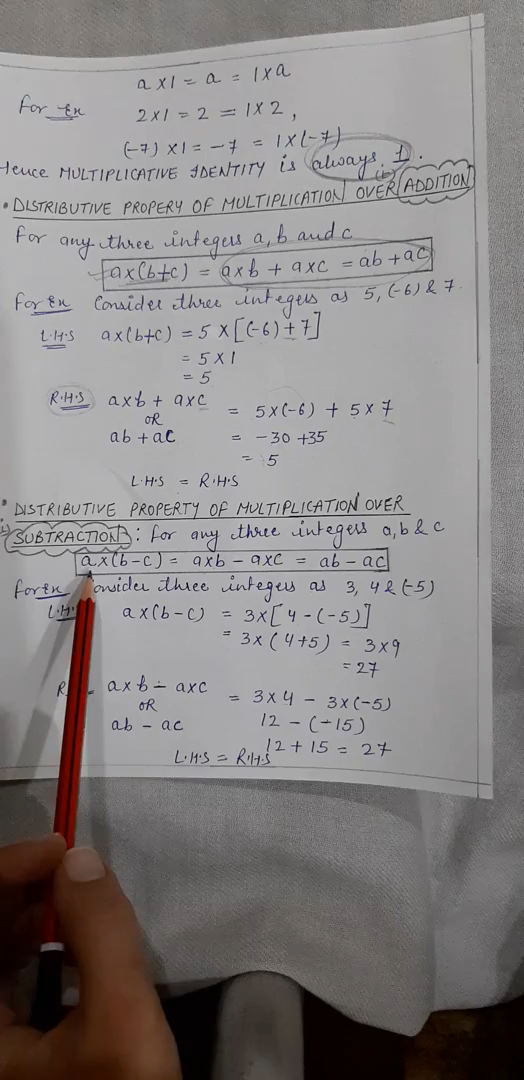 a x 1 = a = 1 x a
For Ex 2 x 1 = 2 = 1 x 2,
(-7) x 1 = -7 = 1 x (-7)
Hence MULTIPLICATIVE IDENTITY is always 1.
• DISTRIBUTIVE PROPERY OF MULTIPLICATION OVER (i) ADDITION
For any three integers a, b and c
a x (b+c) = a x b + a x c = ab + ac
For Ex Consider three integers as 5, (-6) & 7.
L.H.S a x (b+c) = 5 x [(-6) + 7]
= 5 x 1
= 5
R.H.S a x b + a x c = 5 x (-6) + 5 x 7
OR
ab + ac = -30 + 35
= 5
L.H.S = R.H.S
• DISTRIBUTIVE PROPERTY OF MULTIPLICATION OVER
SUBTRACTION : For any three integers a, b & c
a x (b-c) = a x b - a x c = ab - ac
For Ex Consider three integers as 3, 4 & (-5)
L.H. a x (b-c) = 3 x [4 - (-5)]
= 3 x (4+5) = 3 x 9
= 27
R = a x b - a x c = 3 x 4 - 3 x (-5)
OR
ab - ac 12 - (-15)
12 + 15 = 27
L.H.S = R.H.S